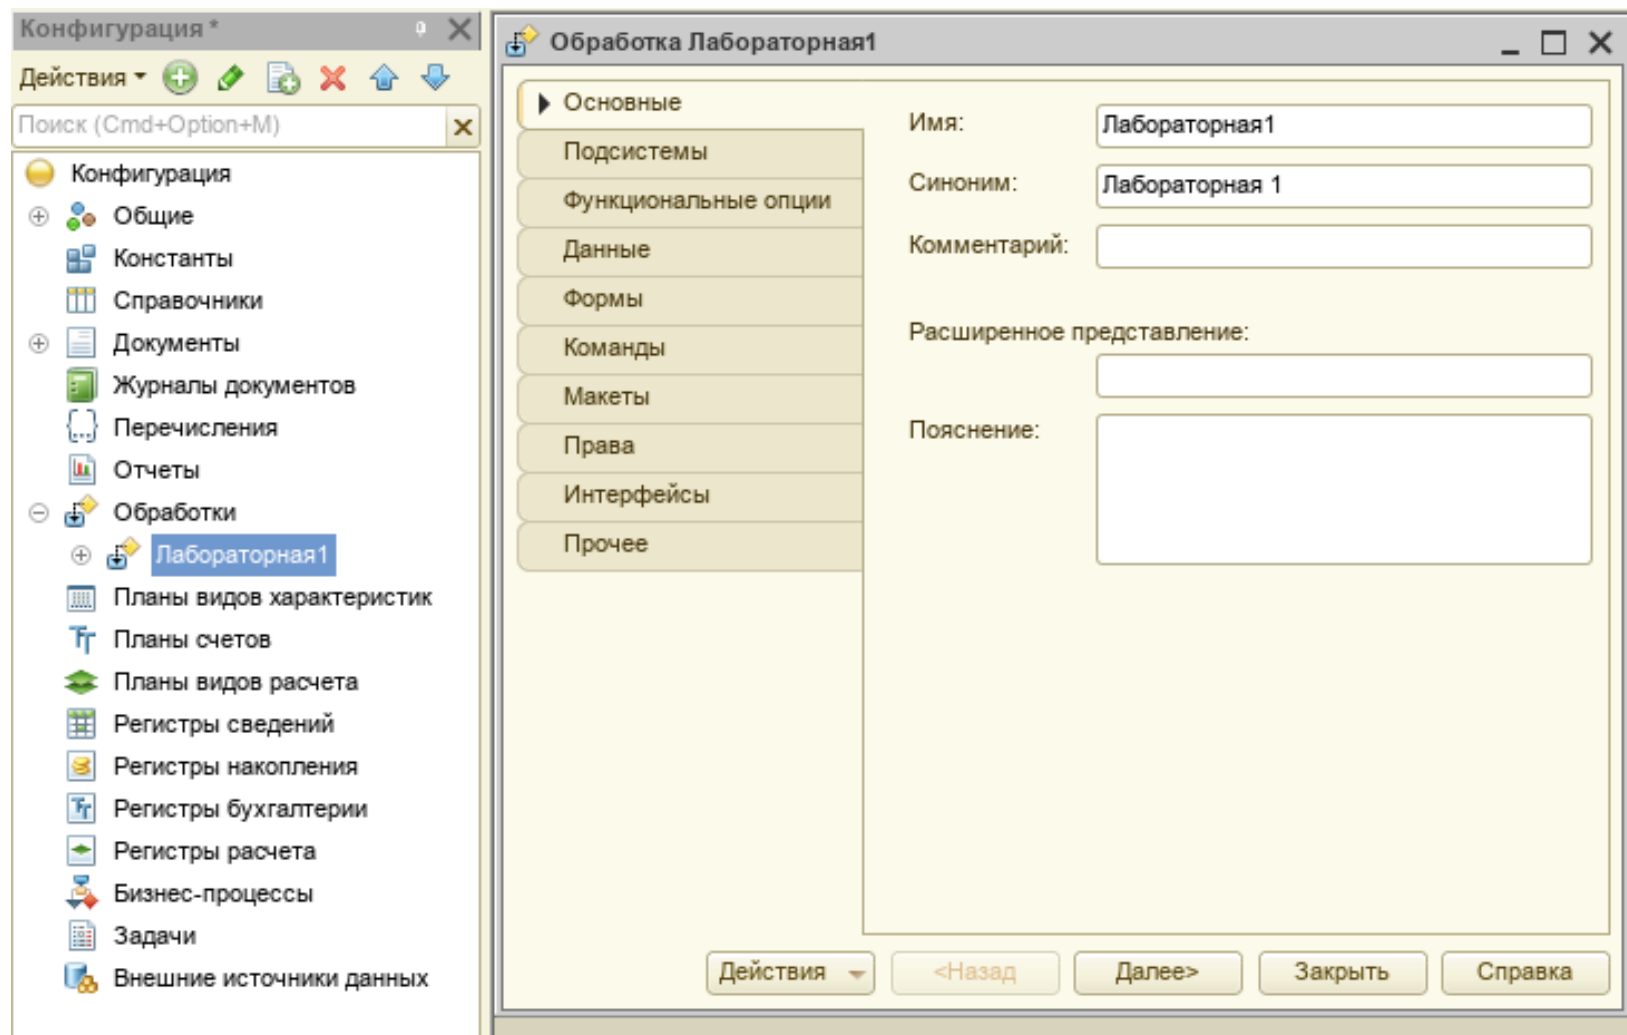 Конфигурация *
Действия
Поиск (Cmd+Option+M)
Конфигурация
Общие
Константы
Справочники
Документы
Журналы документов
Перечисления
Отчеты
Обработки
Лабораторная1
Планы видов характеристик
Планы счетов
Планы видов расчета
Регистры сведений
Регистры накопления
Регистры бухгалтерии
Регистры расчета
Бизнес-процессы
Задачи
Внешние источники данных
Обработка Лабораторная1
Основные
Подсистемы
Функциональные опции
Данные
Формы
Команды
Макеты
Права
Интерфейсы
Прочее
Имя: Лабораторная1
Синоним: Лабораторная 1
Комментарий:
Расширенное представление:
Пояснение:
Действия <Назад Далее> Закрыть Справка